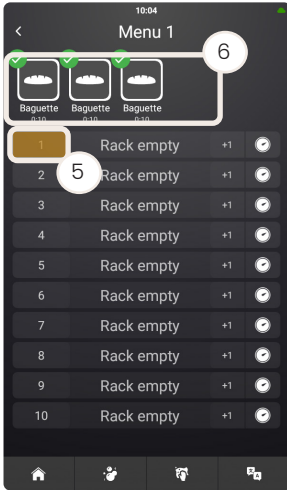 10:04
Menu 1
6
Baguette Baguette Baguette
0:10 0:10 0:10
1 Rack empty +1
5
2 Rack empty +1
3 Rack empty +1
4 Rack empty +1
5 Rack empty +1
6 Rack empty +1
7 Rack empty +1
8 Rack empty +1
9 Rack empty +1
10 Rack empty +1